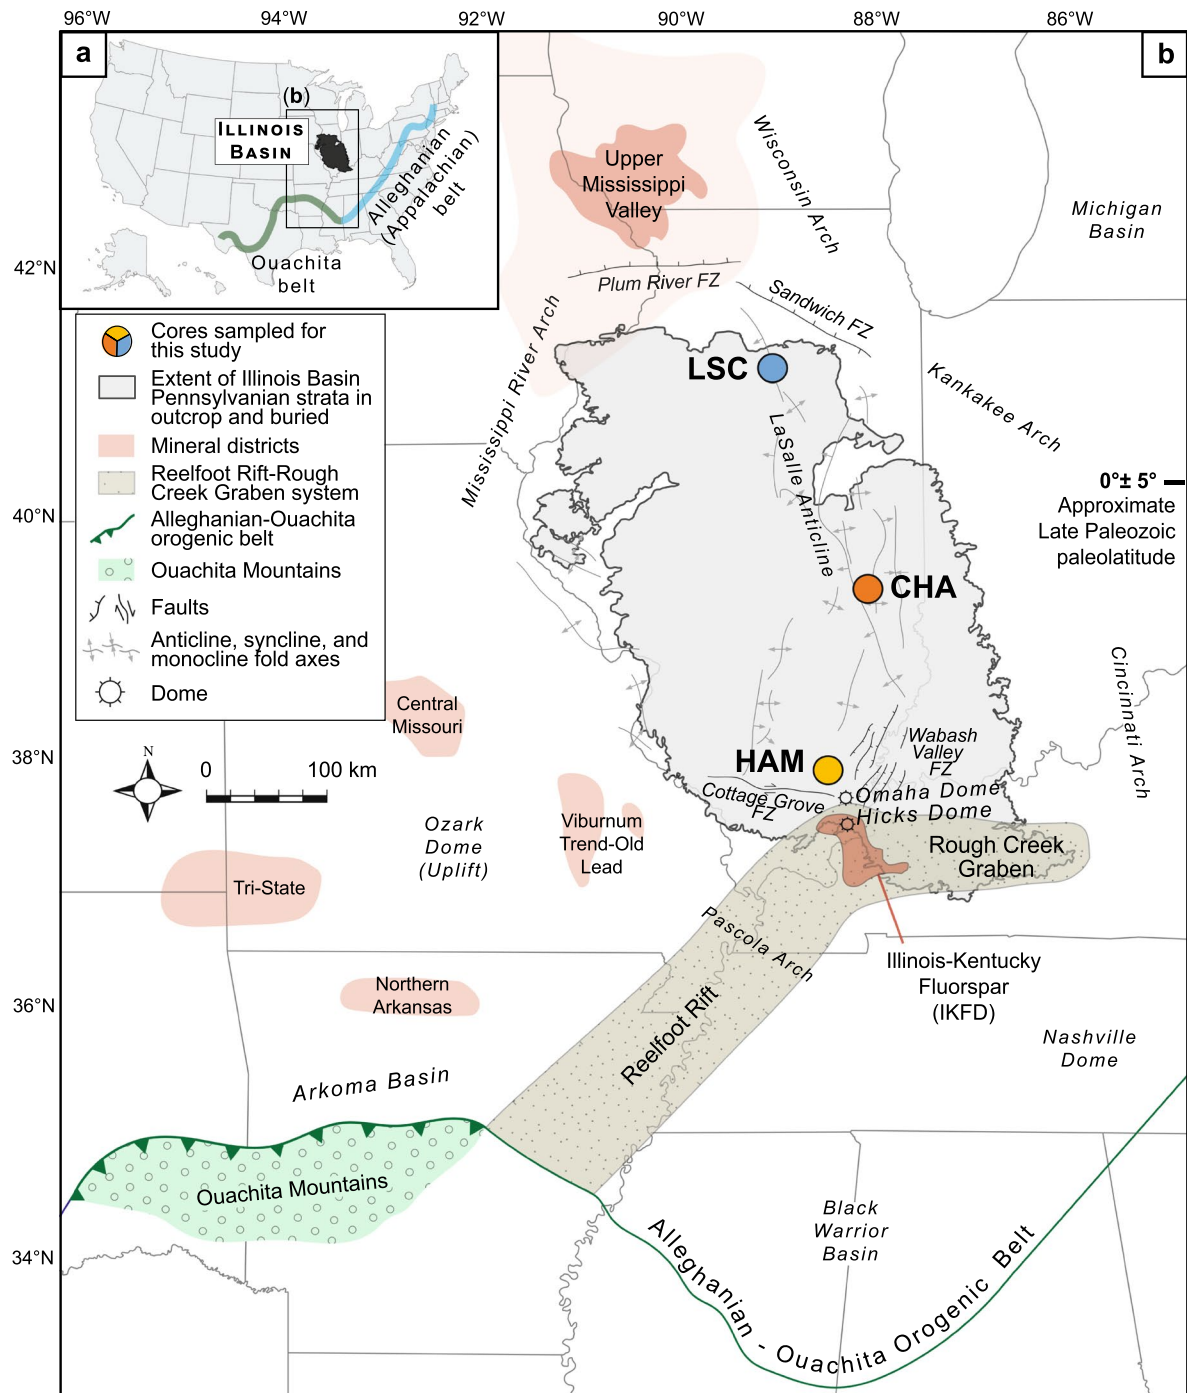 96°W 94°W 92°W 90°W 88°W 86°W
a
b
(b)
ILLINOIS
BASIN
Alleghanian
(Appalachian)
belt
Ouachita
belt
42°N
40°N
38°N
36°N
34°N
Cores sampled for
this study
Extent of Illinois Basin
Pennsylvanian strata in
outcrop and buried
Mineral districts
Reelfoot Rift-Rough
Creek Graben system
Alleghanian-Ouachita
orogenic belt
Ouachita Mountains
Faults
Anticline, syncline, and
monocline fold axes
Dome
N
0 100 km
Upper
Mississippi
Valley
Wisconsin Arch
Michigan
Basin
Plum River FZ
Sandwich FZ
Mississippi River Arch
LSC
Kankakee Arch
LaSalle Anticline
0°± 5°
Approximate
Late Paleozoic
paleolatitude
CHA
Cincinnati Arch
Central
Missouri
HAM
Wabash
Valley
FZ
Cottage Grove
FZ
Omaha Dome
Hicks Dome
Ozark
Dome
(Uplift)
Viburnum
Trend-Old
Lead
Rough Creek
Graben
Tri-State
Pascola Arch
Illinois-Kentucky
Fluorspar
(IKFD)
Northern
Arkansas
Reelfoot Rift
Nashville
Dome
Arkoma Basin
Ouachita Mountains
Black
Warrior
Basin
Alleghanian - Ouachita Orogenic Belt